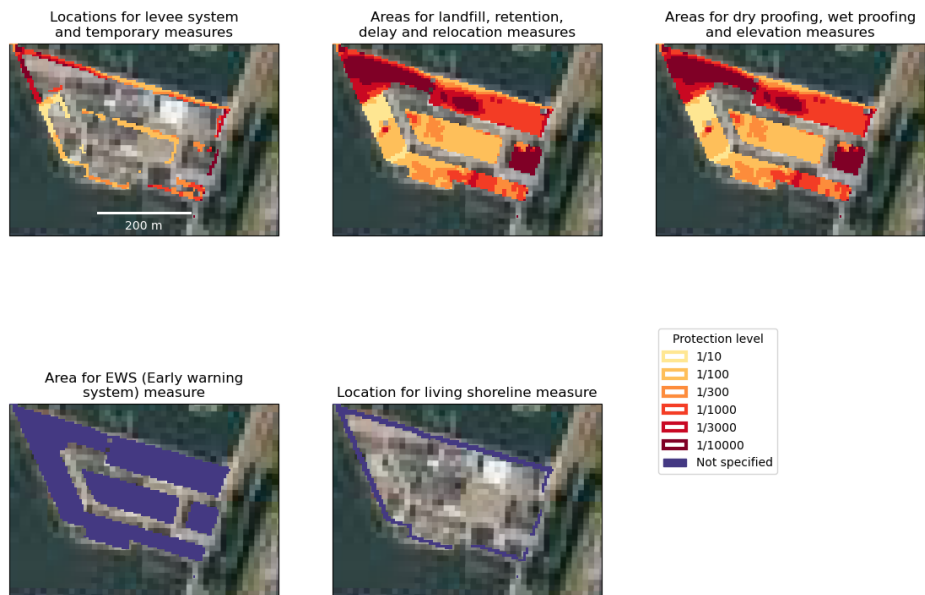 Locations for levee system
and temporary measures
Areas for landfill, retention,
delay and relocation measures
Areas for dry proofing, wet proofing
and elevation measures
200 m
Area for EWS (Early warning
system) measure
Location for living shoreline measure
Protection level
1/10
1/100
1/300
1/1000
1/3000
1/10000
Not specified